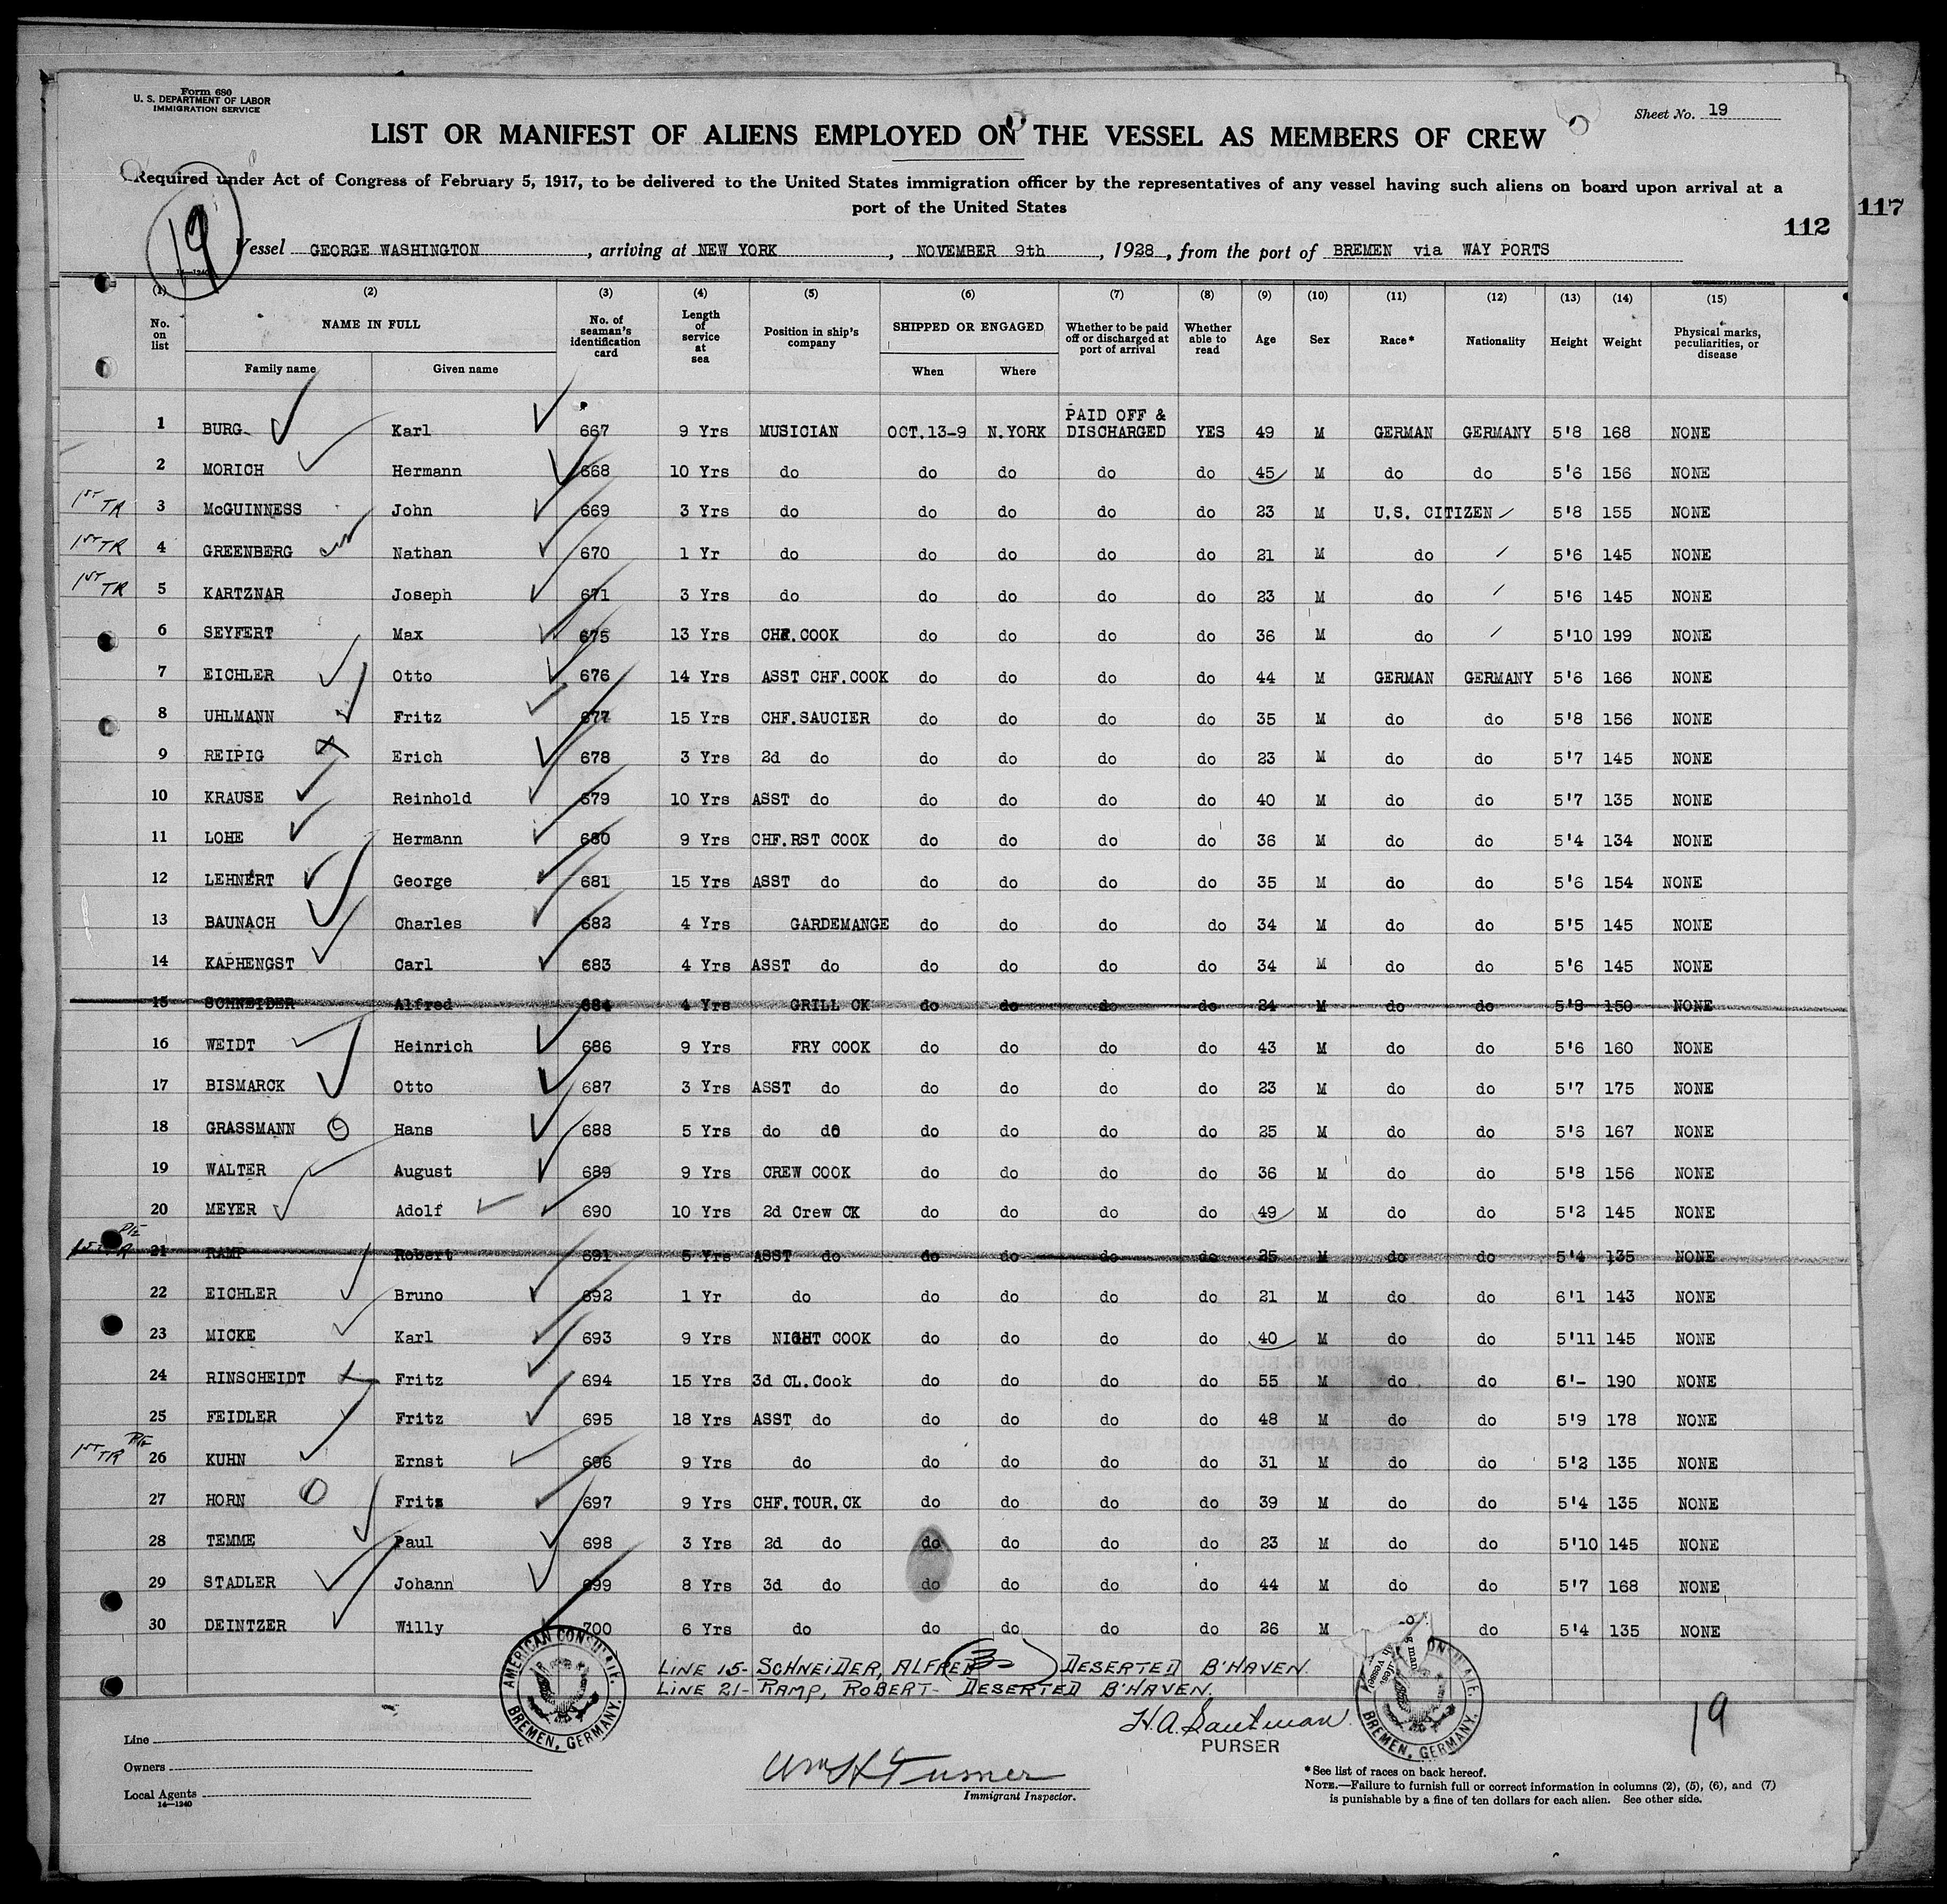 Form 680
U. S. DEPARTMENT OF LABOR
IMMIGRATION SERVICE
Sheet No. 19
LIST OR MANIFEST OF ALIENS EMPLOYED ON THE VESSEL AS MEMBERS OF CREW
Required under Act of Congress of February 5, 1917, to be delivered to the United States immigration officer by the representatives of any vessel having such aliens on board upon arrival at a
port of the United States
117
112
19
Vessel GEORGE WASHINGTON, arriving at NEW YORK, NOVEMBER 9th, 1928, from the port of BREMEN via WAY PORTS
14-1240
(1) (2) (3) (4) (5) (6) (7) (8) (9) (10) (11) (12) (13) (14) (15)
No. on list NAME IN FULL Family name Given name No. of seaman's identification card Length of service at sea Position in ship's company SHIPPED OR ENGAGED When Where Whether to be paid off or discharged at port of arrival Whether able to read Age Sex Race* Nationality Height Weight Physical marks, peculiarities, or disease
1 BURG Karl 667 9 Yrs MUSICIAN OCT.13-9 N.YORK PAID OFF & DISCHARGED YES 49 M GERMAN GERMANY 5'8 168 NONE
2 MORICH Hermann 668 10 Yrs do do do do do 45 M do do 5'6 156 NONE
1ST TR 3 McGUINNESS John 669 3 Yrs do do do do do 23 M U.S. CITIZEN 5'8 155 NONE
1ST TR 4 GREENBERG Nathan 670 1 Yr do do do do do 21 M do 5'6 145 NONE
1ST TR 5 KARTZNAR Joseph 671 3 Yrs do do do do do 23 M do 5'6 145 NONE
6 SEYFERT Max 675 13 Yrs CHF.COOK do do do do 36 M do 5'10 199 NONE
7 EICHLER Otto 676 14 Yrs ASST CHF.COOK do do do do 44 M GERMAN GERMANY 5'6 166 NONE
8 UHLMANN Fritz 677 15 Yrs CHF.SAUCIER do do do do 35 M do do 5'8 156 NONE
9 REIPIG Erich 678 3 Yrs 2d do do do do do 23 M do do 5'7 145 NONE
10 KRAUSE Reinhold 679 10 Yrs ASST do do do do do 40 M do do 5'7 135 NONE
11 LOHE Hermann 680 9 Yrs CHF.RST COOK do do do do 36 M do do 5'4 134 NONE
12 LEHNERT George 681 15 Yrs ASST do do do do do 35 M do do 5'6 154 NONE
13 BAUNACH Charles 682 4 Yrs GARDEMANGE do do do do 34 M do do 5'5 145 NONE
14 KAPHENGST Carl 683 4 Yrs ASST do do do do do 34 M do do 5'6 145 NONE
15 SCHNEIDER Alfred 684 4 Yrs GRILL CK do do do do 24 M do do 5'8 150 NONE
16 WEIDT Heinrich 686 9 Yrs FRY COOK do do do do 43 M do do 5'6 160 NONE
17 BISMARCK Otto 687 3 Yrs ASST do do do do do 23 M do do 5'7 175 NONE
18 GRASSMANN Hans 688 5 Yrs do do do do do do 25 M do do 5'6 167 NONE
19 WALTER August 689 9 Yrs CREW COOK do do do do 36 M do do 5'8 156 NONE
20 MEYER Adolf 690 10 Yrs 2d Crew CK do do do do 49 M do do 5'2 145 NONE
21 RAMP Robert 691 5 Yrs ASST do do do do do 25 M do do 5'4 135 NONE
22 EICHLER Bruno 692 1 Yr do do do do do 21 M do do 6'1 143 NONE
23 MICKE Karl 693 9 Yrs NIGHT COOK do do do do 40 M do do 5'11 145 NONE
24 RINSCHEIDT Fritz 694 15 Yrs 3d CL.Cook do do do do 55 M do do 6'- 190 NONE
25 FEIDLER Fritz 695 18 Yrs ASST do do do do do 48 M do do 5'9 178 NONE
1ST TR 26 KUHN Ernst 696 9 Yrs do do do do do 31 M do do 5'2 135 NONE
27 HORN Fritz 697 9 Yrs CHF.TOUR.CK do do do do 39 M do do 5'4 135 NONE
28 TEMME Paul 698 3 Yrs 2d do do do do do 23 M do do 5'10 145 NONE
29 STADLER Johann 699 8 Yrs 3d do do do do do 44 M do do 5'7 168 NONE
30 DEINTZER Willy 700 6 Yrs do do do do do 26 M do 5'4 135 NONE
LINE 15- SCHNEIDER, ALFRED DESERTED B'HAVEN.
LINE 21- RAMP, ROBERT- DESERTED B'HAVEN.
AMERICAN CONSULATE. BREMEN, GERMANY.
BREMEN, GERMANY.
H.A. Sautman
PURSER
19
Line
Owners
Local Agents
14-1240
Wm H Turner
Immigrant Inspector.
*See list of races on back hereof.
NOTE.—Failure to furnish full or correct information in columns (2), (5), (6), and (7)
is punishable by a fine of ten dollars for each alien. See other side.